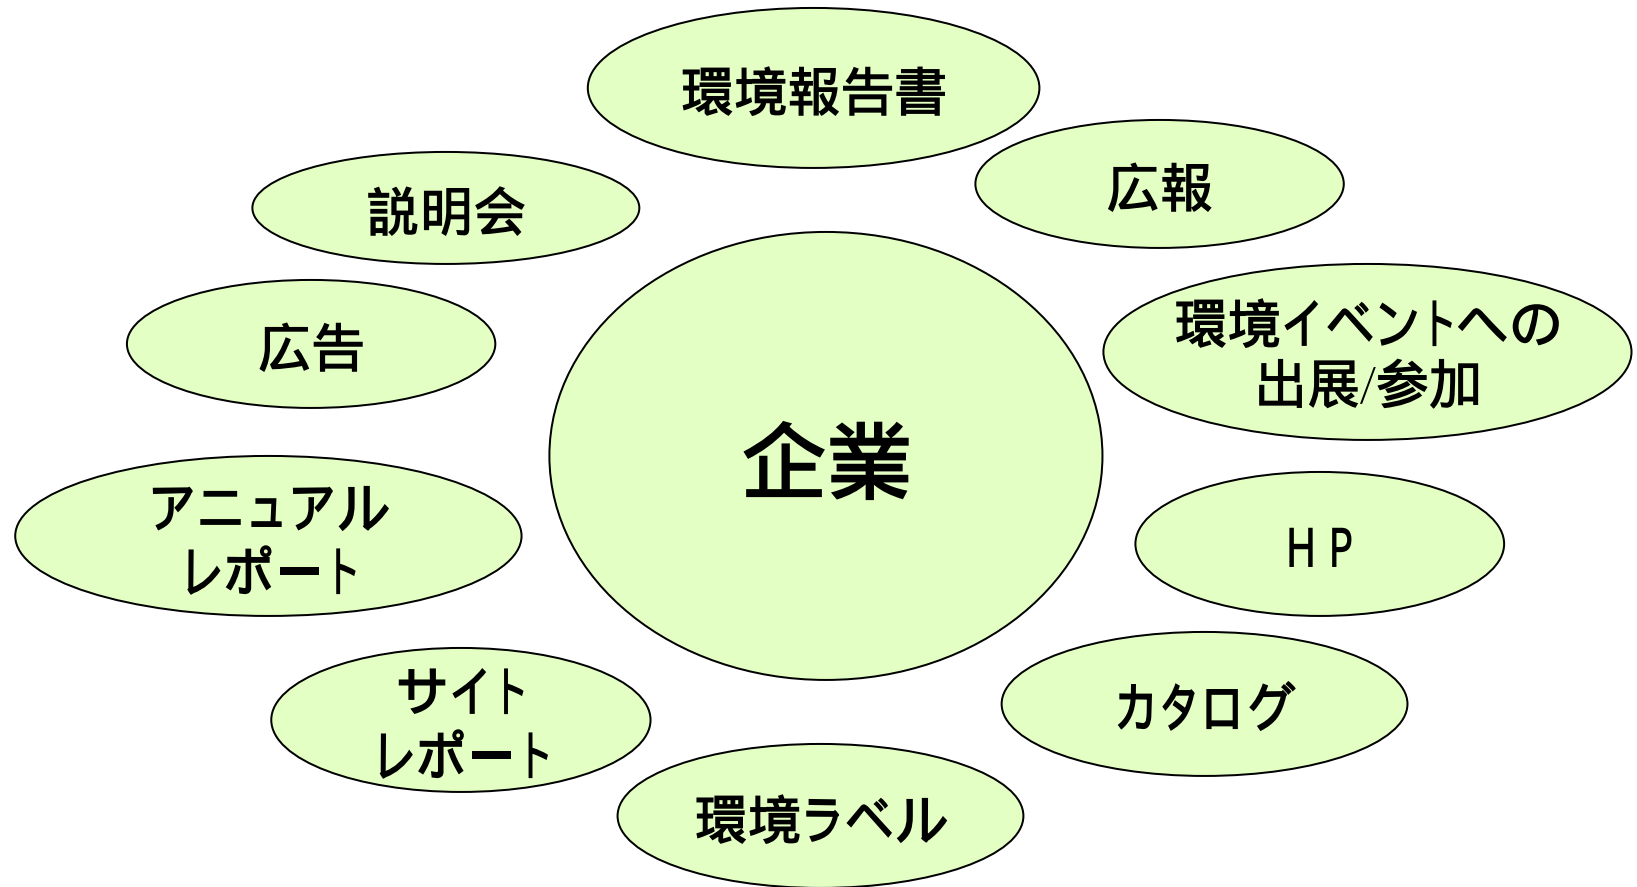 環境報告書
広報
説明会
環境イベントへの
出展/参加
広告
企業
アニュアル
レポート
ＨＰ
サイト
レポート
カタログ
環境ラベル